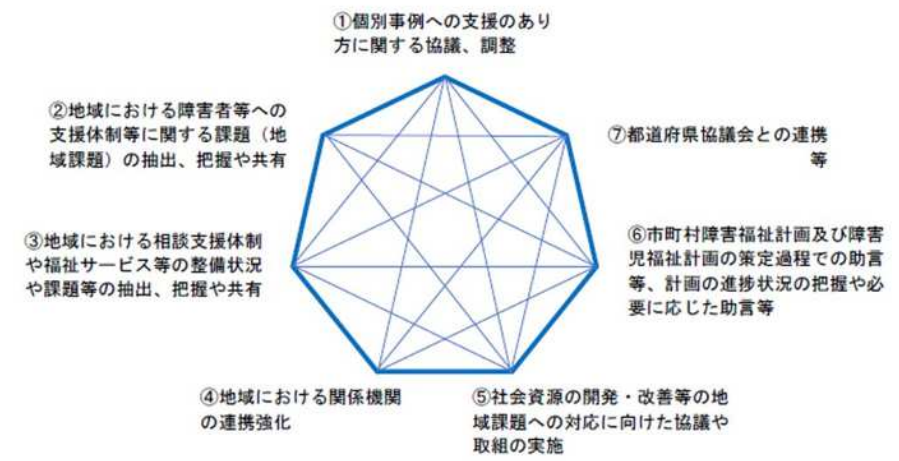 ①個別事例への支援のあり
方に関する協議、調整
②地域における障害者等への
支援体制等に関する課題（地
域課題）の抽出、把握や共有
③地域における相談支援体制
や福祉サービス等の整備状況
や課題等の抽出、把握や共有
④地域における関係機関
の連携強化
⑤社会資源の開発・改善等の地
域課題への対応に向けた協議や
取組の実施
⑥市町村障害福祉計画及び障害
児福祉計画の策定過程での助言
等、計画の進捗状況の把握や必
要に応じた助言等
⑦都道府県協議会との連携
等